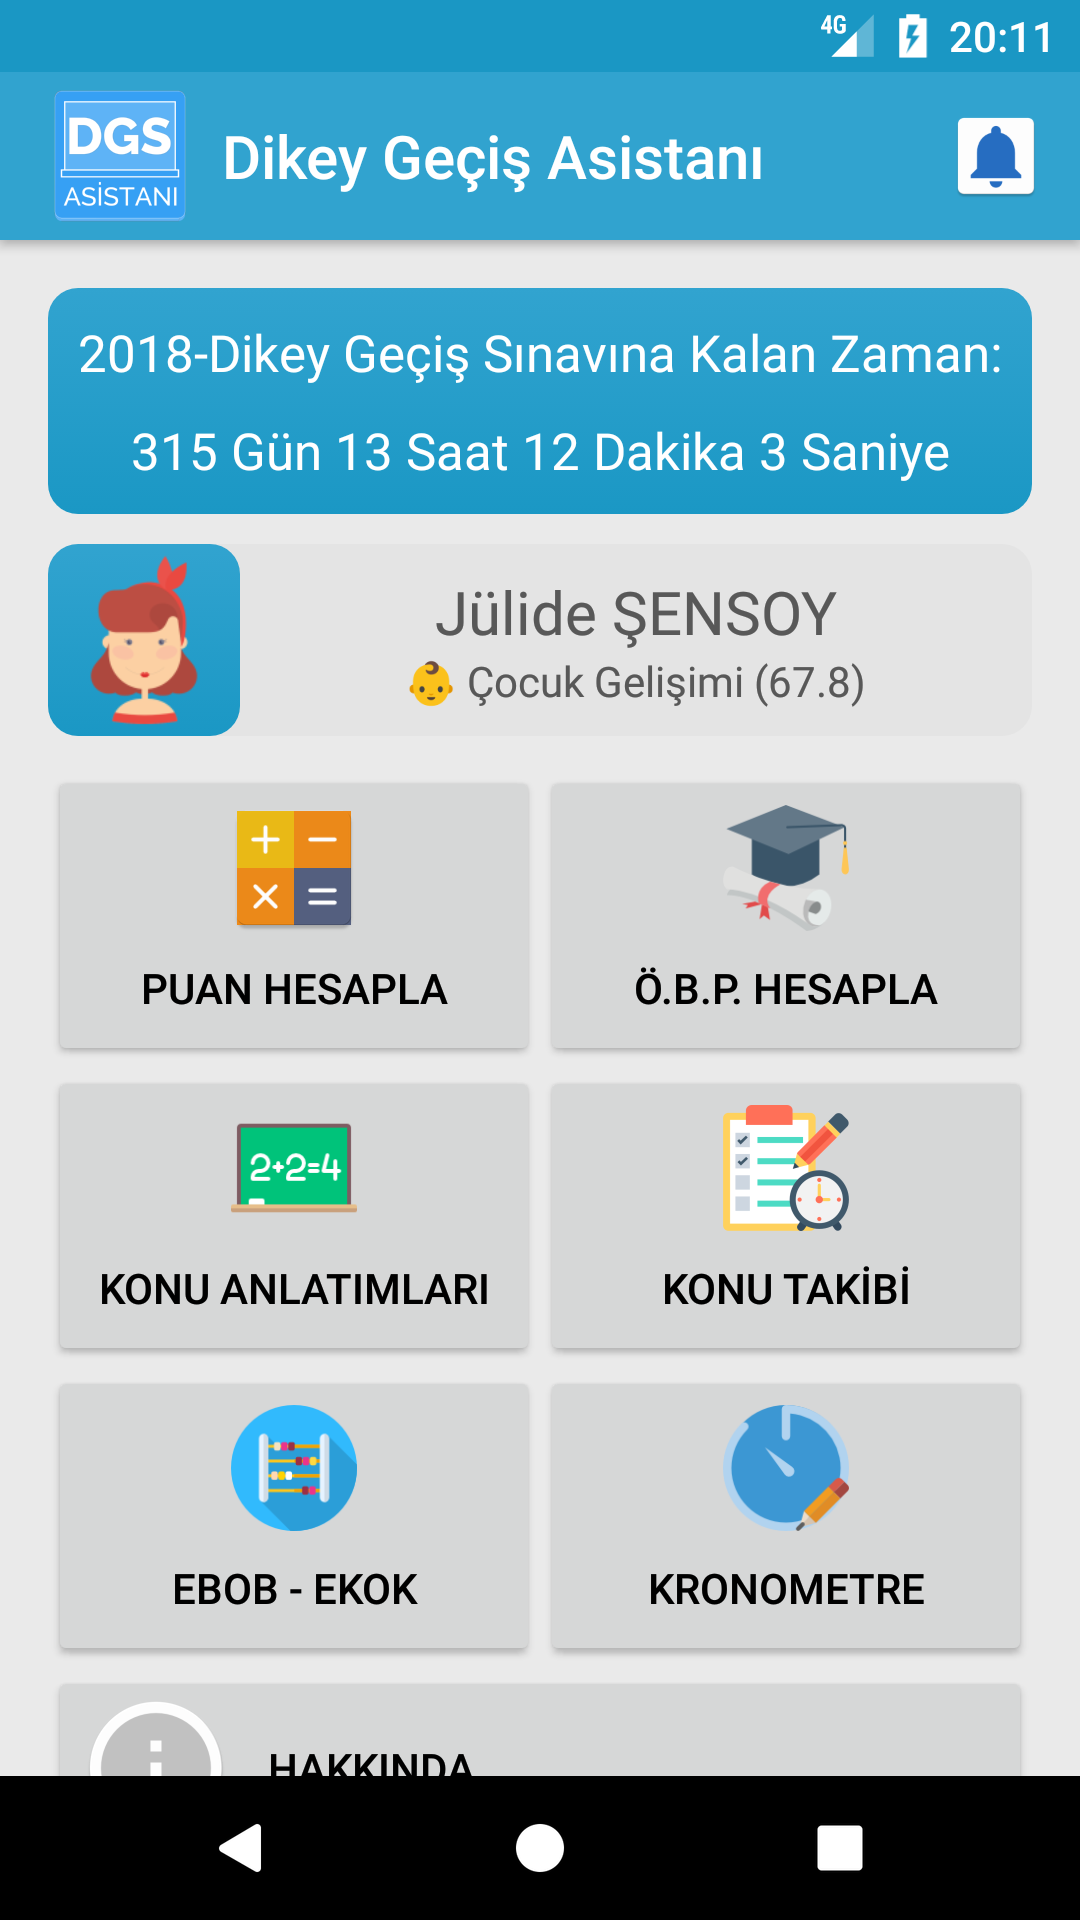 4G 20:11
DGS
ASİSTANI
Dikey Geçiş Asistanı
2018-Dikey Geçiş Sınavına Kalan Zaman:
315 Gün 13 Saat 12 Dakika 3 Saniye
Jülide ŞENSOY
👶 Çocuk Gelişimi (67.8)
PUAN HESAPLA
Ö.B.P. HESAPLA
2+2=4
KONU ANLATIMLARI
KONU TAKİBİ
EBOB - EKOK
KRONOMETRE
HAKKINDA